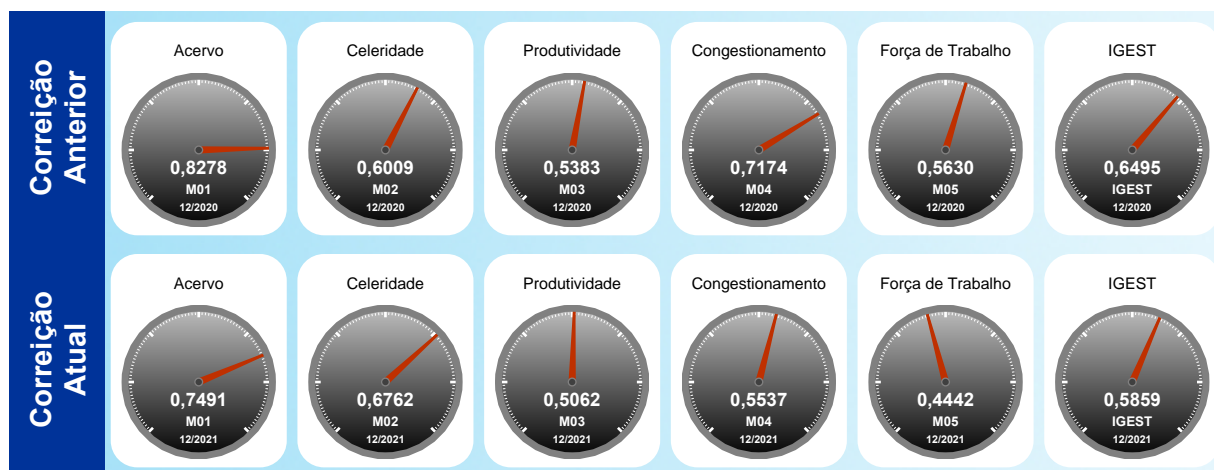 Correição
Anterior
Acervo
0,8278
M01
12/2020
Celeridade
0,6009
M02
12/2020
Produtividade
0,5383
M03
12/2020
Congestionamento
0,7174
M04
12/2020
Força de Trabalho
0,5630
M05
12/2020
IGEST
0,6495
IGEST
12/2020
Correição
Atual
Acervo
0,7491
M01
12/2021
Celeridade
0,6762
M02
12/2021
Produtividade
0,5062
M03
12/2021
Congestionamento
0,5537
M04
12/2021
Força de Trabalho
0,4442
M05
12/2021
IGEST
0,5859
IGEST
12/2021